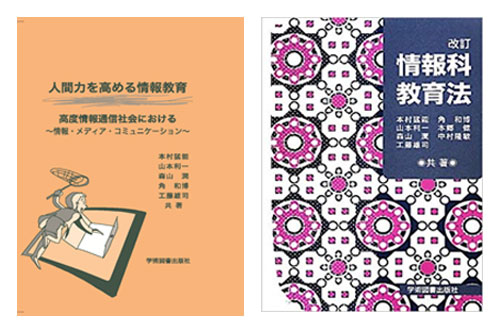 人間力を高める情報教育
高度情報通信社会における
～情報・メディア・コミュニケーション～
本村猛能
山本利一
森山 潤
角 和博
工藤雄司
共 著
学術図書出版社
改訂
情報科
教育法
本村猛能 角 和博
山本利一 本郷 健
森山 潤 中村隆敏
工藤雄司
共 著
学術図書出版社